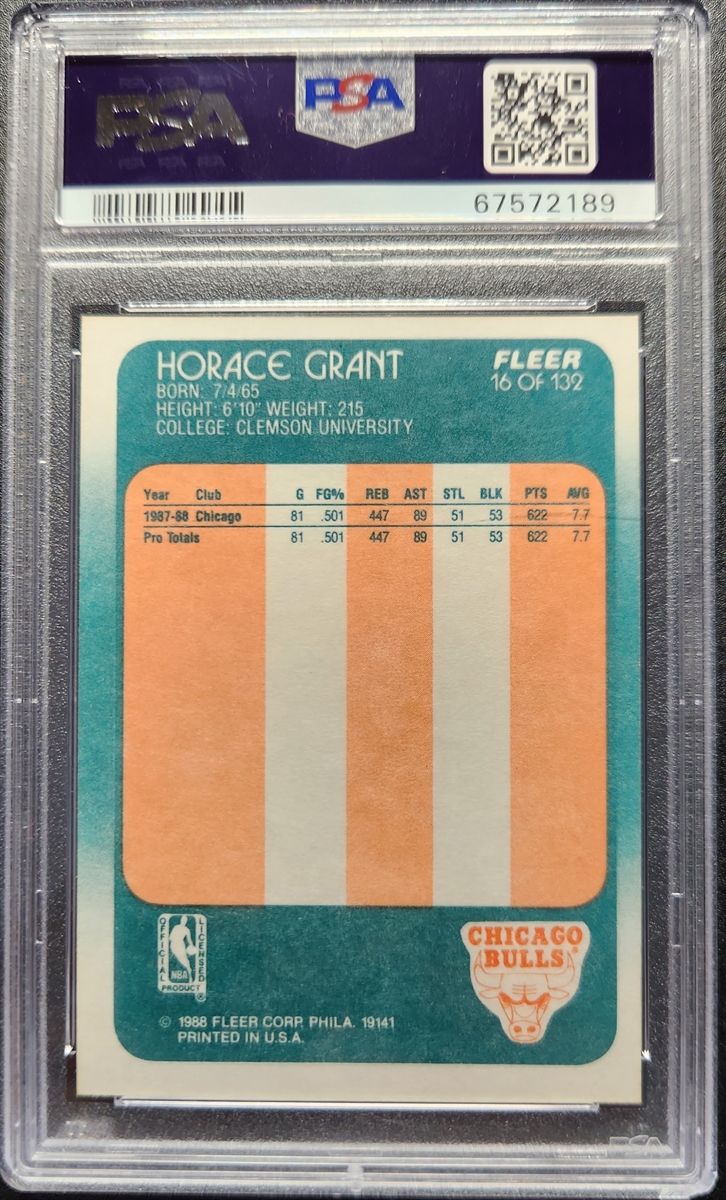 PSA PSA
67572189
HORACE GRANT
FLEER
16 OF 132
BORN: 7/4/65
HEIGHT: 6'10" WEIGHT: 215
COLLEGE: CLEMSON UNIVERSITY
Year Club G FG% REB AST STL BLK PTS AVG
1987-88 Chicago 81 .501 447 89 51 53 622 7.7
Pro Totals 81 .501 447 89 51 53 622 7.7
OFFICIAL LICENSED
NBA
PRODUCT ®
CHICAGO
BULLS ®
© 1988 FLEER CORP. PHILA. 19141
PRINTED IN U.S.A.
PSA